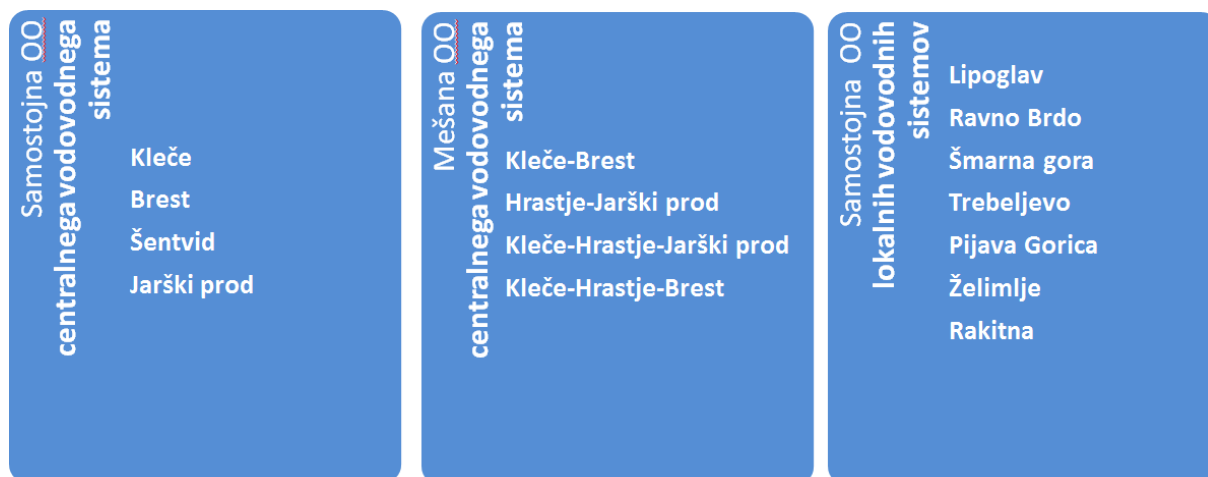 Samostojna OO
centralnega vodovodnega
sistema
Kleče
Brest
Šentvid
Jarški prod
Mešana OO
centralnega vodovodnega
sistema
Kleče-Brest
Hrastje-Jarški prod
Kleče-Hrastje-Jarški prod
Kleče-Hrastje-Brest
Samostojna OO
lokalnih vodovodnih
sistemov
Lipoglav
Ravno Brdo
Šmarna gora
Trebeljevo
Pijava Gorica
Želimlje
Rakitna